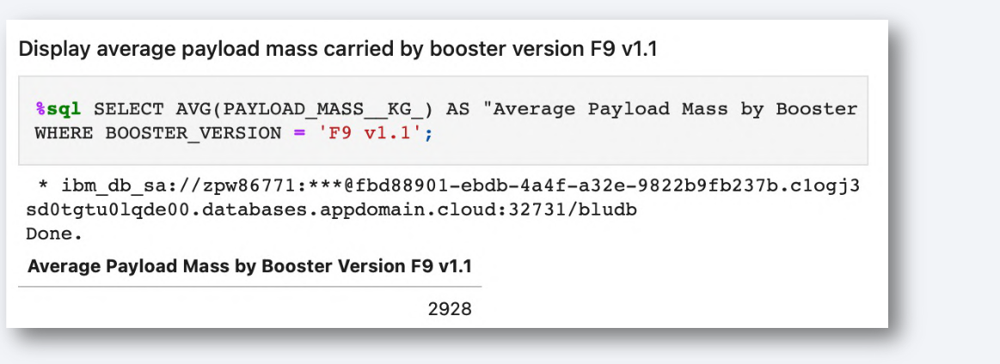 Display average payload mass carried by booster version F9 v1.1
%sql SELECT AVG(PAYLOAD_MASS__KG_) AS "Average Payload Mass by Booster
WHERE BOOSTER_VERSION = 'F9 v1.1';
* ibm_db_sa://zpw86771:***@fbd88901-ebdb-4a4f-a32e-9822b9fb237b.c1ogj3
sd0tgtu0lqde00.databases.appdomain.cloud:32731/bludb
Done.
Average Payload Mass by Booster Version F9 v1.1
2928